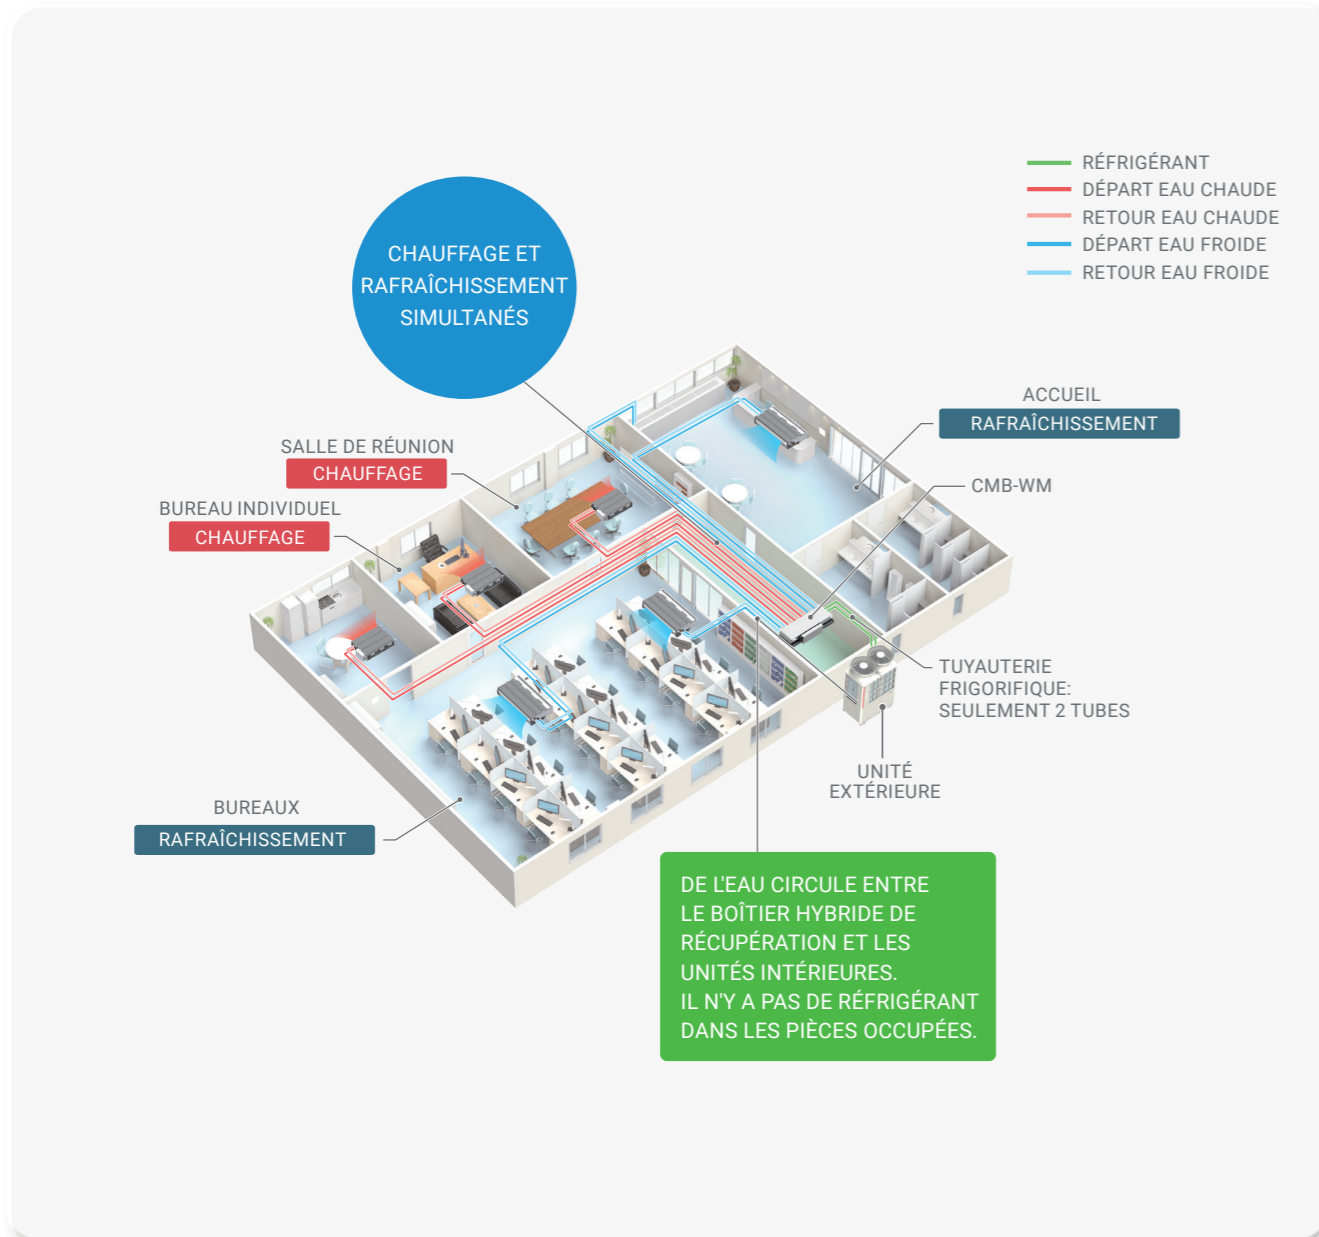 RÉFRIGÉRANT
DÉPART EAU CHAUDE
RETOUR EAU CHAUDE
DÉPART EAU FROIDE
RETOUR EAU FROIDE
CHAUFFAGE ET
RAFRAÎCHISSEMENT
SIMULTANÉS
ACCUEIL
RAFRAÎCHISSEMENT
SALLE DE RÉUNION
CHAUFFAGE
CMB-WM
BUREAU INDIVIDUEL
CHAUFFAGE
TUYAUTERIE
FRIGORIFIQUE:
SEULEMENT 2 TUBES
UNITÉ
EXTÉRIEURE
BUREAUX
RAFRAÎCHISSEMENT
DE L'EAU CIRCULE ENTRE
LE BOÎTIER HYBRIDE DE
RÉCUPÉRATION ET LES
UNITÉS INTÉRIEURES.
IL N'Y A PAS DE RÉFRIGÉRANT
DANS LES PIÈCES OCCUPÉES.